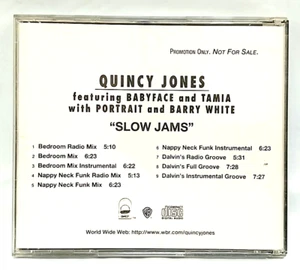 PROMOTION ONLY. NOT FOR SALE.
QUINCY JONES
featuring BABYFACE and TAMIA
with PORTRAIT and BARRY WHITE
“SLOW JAMS”
1 Bedroom Radio Mix 5:10
2 Bedroom Mix 6:23
3 Bedroom Mix Instrumental 6:22
4 Nappy Neck Funk Radio Mix 5:13
5 Nappy Neck Funk Mix 6:23
6 Nappy Neck Funk Instrumental 6:23
7 Dalvin's Radio Groove 5:31
8 Dalvin's Full Groove 7:28
9 Dalvin's Instrumental Groove 7:27
COMPACT
disc
DIGITAL AUDIO
World Wide Web: http://www.wbr.com/quincyjones